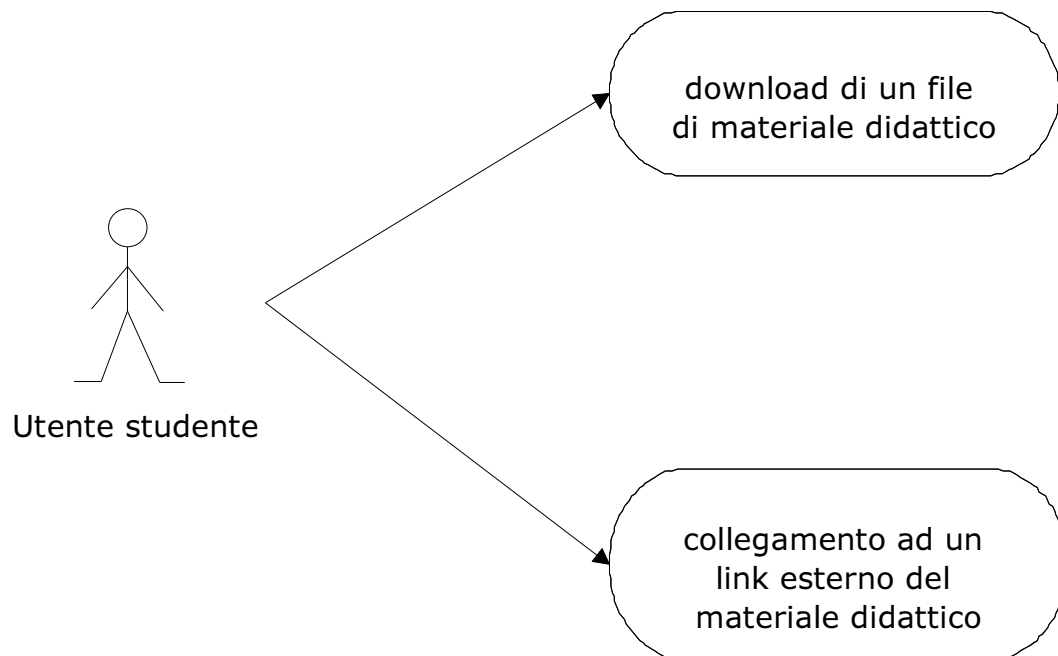 download di un file
di materiale didattico
Utente studente
collegamento ad un
link esterno del
materiale didattico